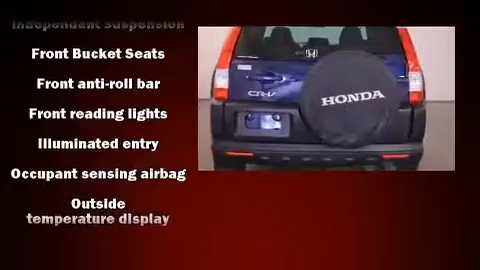 Independent suspension
Front Bucket Seats
Front anti-roll bar
Front reading lights
Illuminated entry
Occupant sensing airbag
Outside
temperature display
CR-V
HONDA